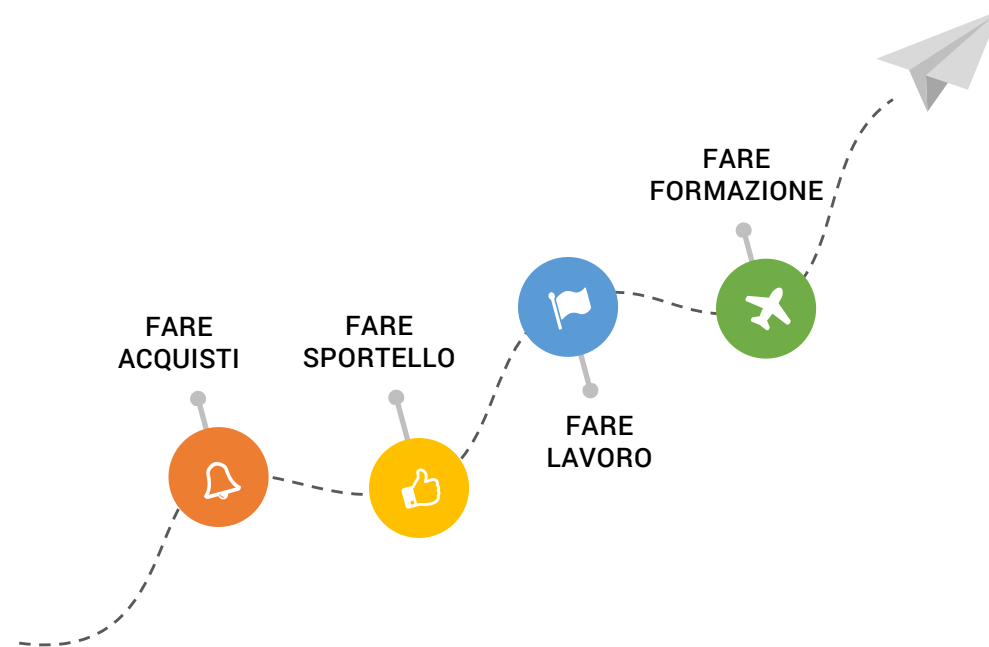 FARE
ACQUISTI
FARE
SPORTELLO
FARE
LAVORO
FARE
FORMAZIONE